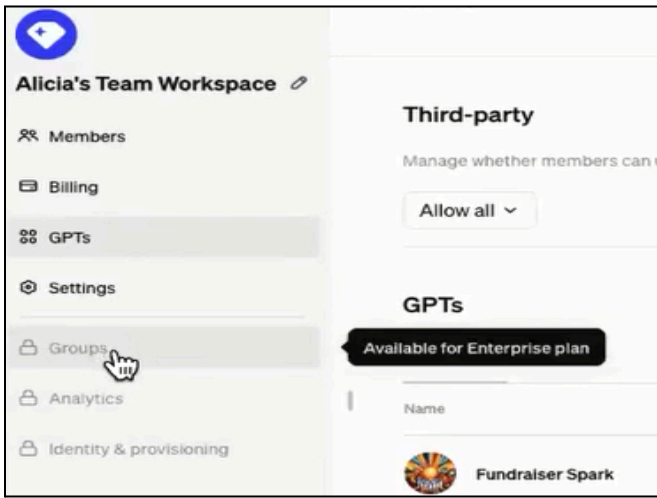 Alicia's Team Workspace
Members
Billing
GPTs
Settings
Groups
Analytics
Identity & provisioning
Third-party
Manage whether members can
Allow all
GPTs
Available for Enterprise plan
Name
Fundraiser Spark